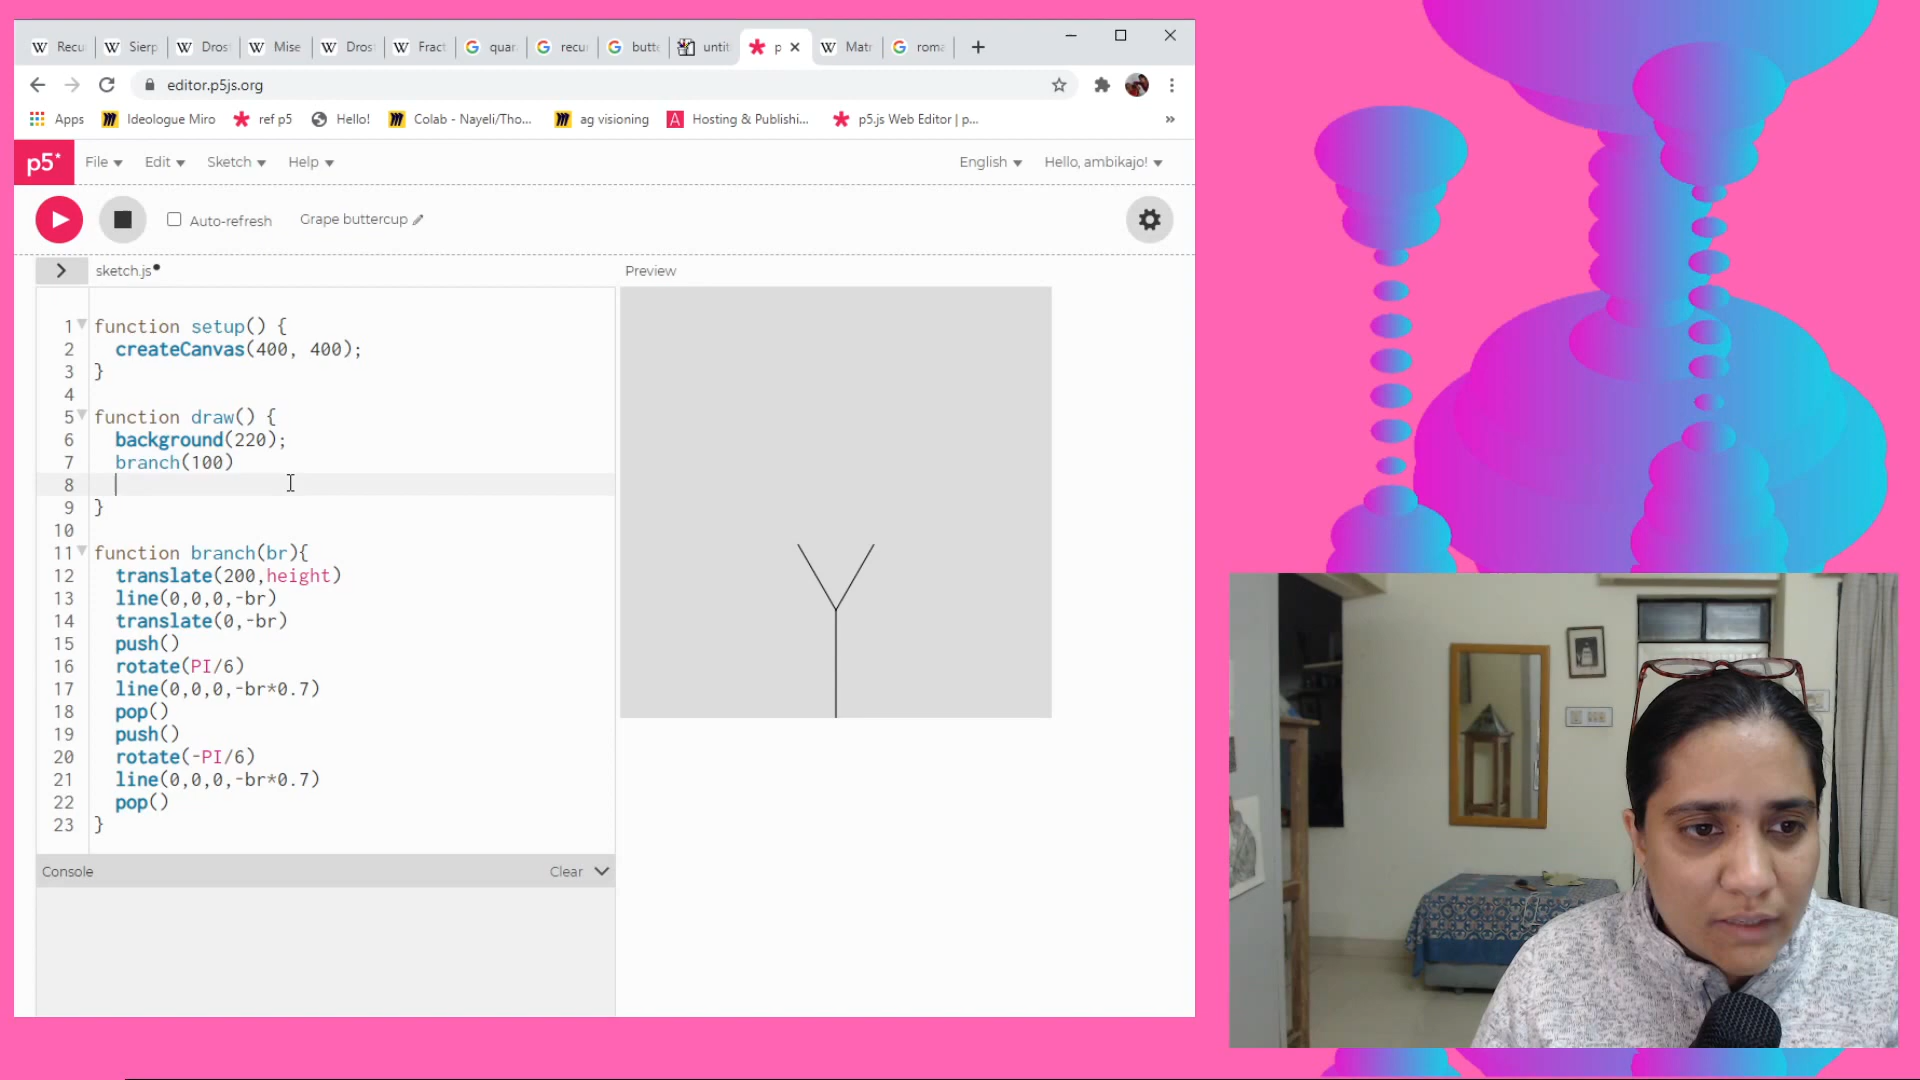 Recu
Sierp
Dros
Mise
Dros
Fract
quar
recu
butte
untit
p
Matr
roma
editor.p5js.org
Apps
Ideologue Miro
ref p5
Hello!
Colab - Nayeli/Tho...
ag visioning
Hosting & Publishi...
p5.js Web Editor | p...
»
p5*
File
Edit
Sketch
Help
English
Hello, ambikajo!
Auto-refresh
Grape buttercup
sketch.js
Preview
1 function setup() {
2 createCanvas(400, 400);
3 }
4
5 function draw() {
6 background(220);
7 branch(100)
8
9 }
10
11 function branch(br){
12 translate(200,height)
13 line(0,0,0,-br)
14 translate(0,-br)
15 push()
16 rotate(PI/6)
17 line(0,0,0,-br*0.7)
18 pop()
19 push()
20 rotate(-PI/6)
21 line(0,0,0,-br*0.7)
22 pop()
23 }
Console
Clear